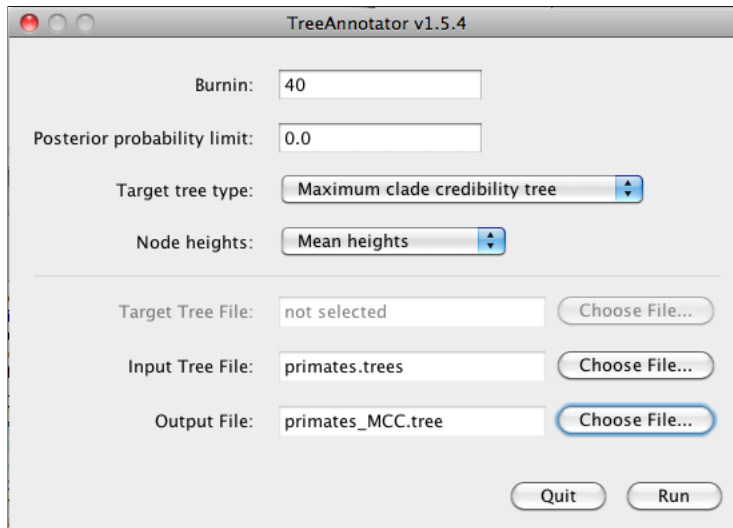 TreeAnnotator v1.5.4
Burnin: 40
Posterior probability limit: 0.0
Target tree type: Maximum clade credibility tree
Node heights: Mean heights
Target Tree File: not selected Choose File...
Input Tree File: primates.trees Choose File...
Output File: primates_MCC.tree Choose File...
Quit Run